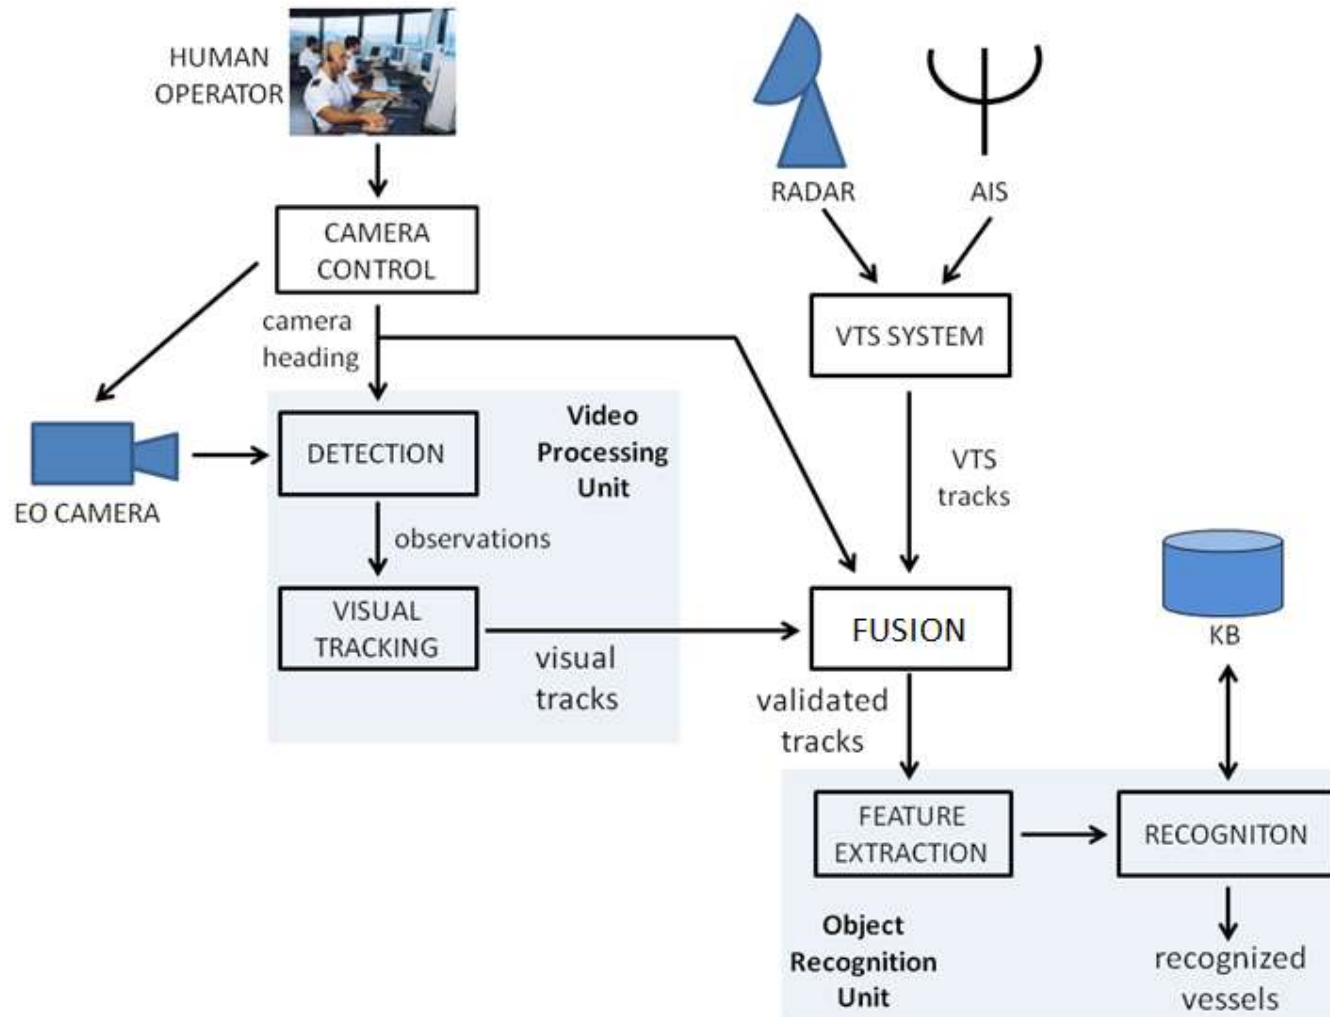 HUMAN
OPERATOR
RADAR
AIS
CAMERA
CONTROL
camera
heading
VTS SYSTEM
EO CAMERA
DETECTION
Video
Processing
Unit
observations
VTS
tracks
VISUAL
TRACKING
visual
tracks
FUSION
validated
tracks
KB
FEATURE
EXTRACTION
RECOGNITON
Object
Recognition
Unit
recognized
vessels